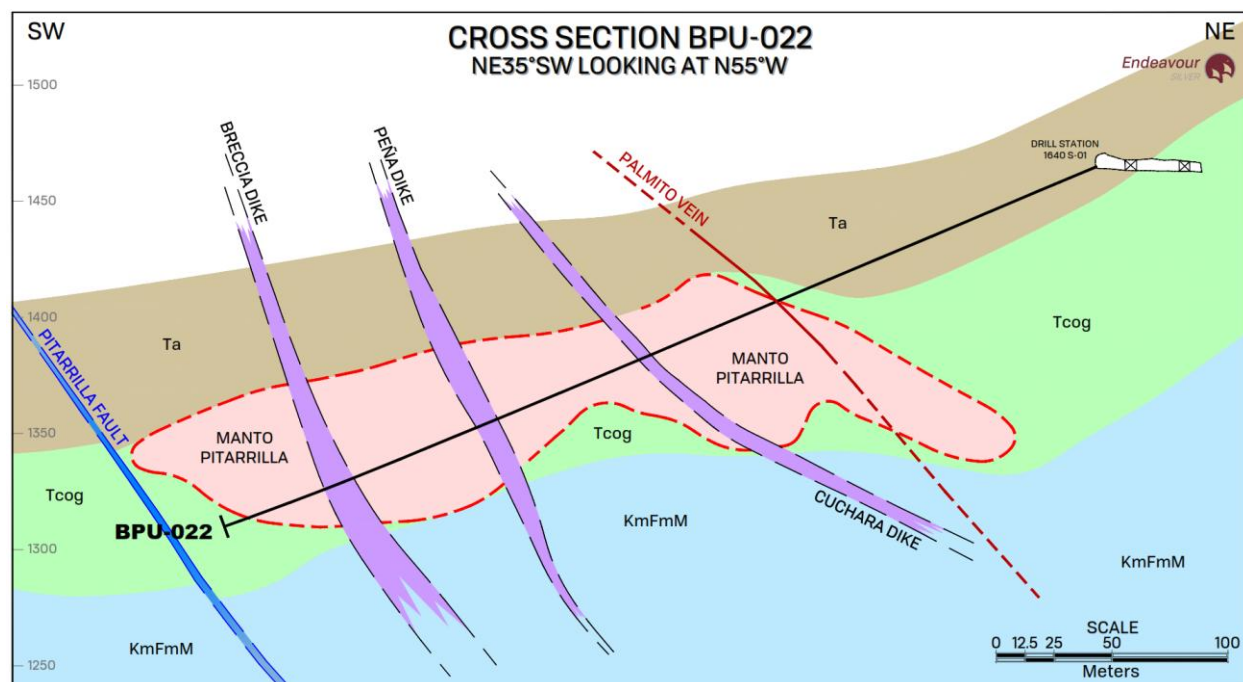 SW
CROSS SECTION BPU-022
NE35°SW LOOKING AT N55°W
NE
Endeavour
SILVER
1500
1450
1400
1350
1300
1250
BRECCIA DIKE
PEÑA DIKE
PALMITO VEIN
DRILL STATION
1640 S-01
Ta
Ta
Tcog
PITARRILLA FAULT
MANTO
PITARRILLA
MANTO
PITARRILLA
Tcog
Tcog
BPU-022
KmFmM
CUCHARA DIKE
KmFmM
KmFmM
SCALE
0 12.5 25 50 100
Meters